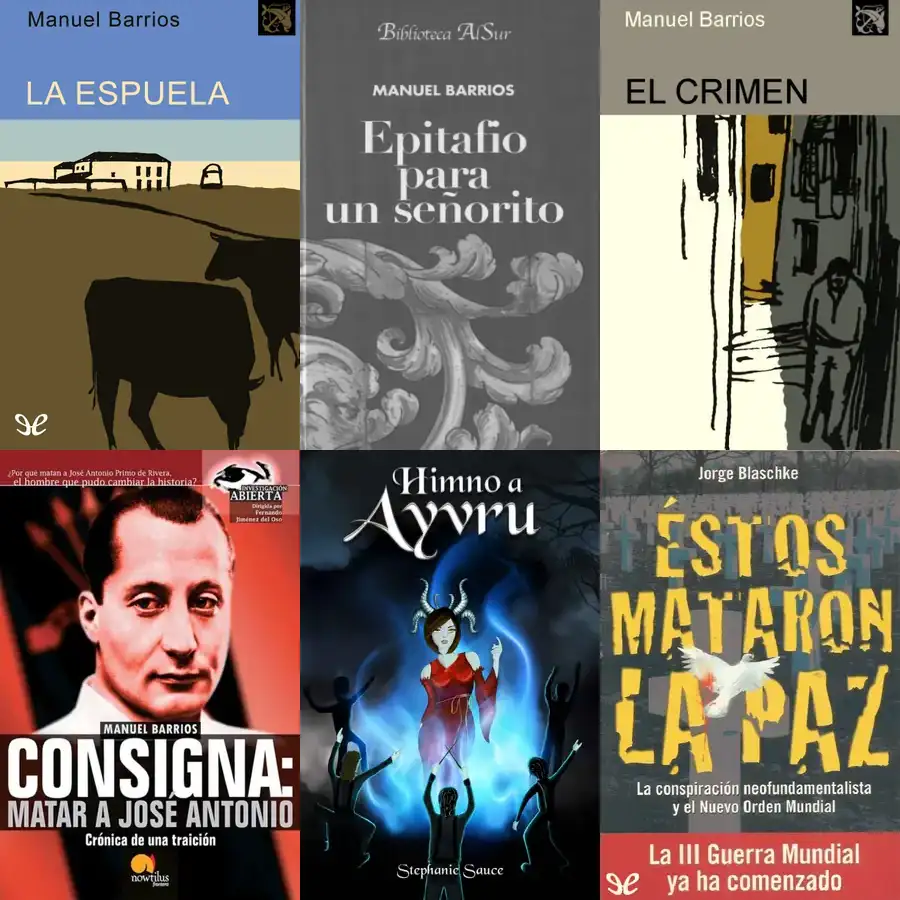 Manuel Barrios
LA ESPUELA
Biblioteca AlSur
MANUEL BARRIOS
Epitafio
para
un señorito
Manuel Barrios
EL CRIMEN
¿Por qué matan a José Antonio Primo de Rivera,
el hombre que pudo cambiar la historia?
INVESTIGACIÓN
ABIERTA
Dirigida por
Fernando
Jiménez del Oso
MANUEL BARRIOS
CONSIGNA:
MATAR A JOSÉ ANTONIO
Crónica de una traición
nowtilus
frontera
Himno a
Ayvru
Stephanie Sauce
Jorge Blaschke
ÉSTOS
MATARON
LA PAZ
La conspiración neofundamentalista
y el Nuevo Orden Mundial
La III Guerra Mundial
ya ha comenzado